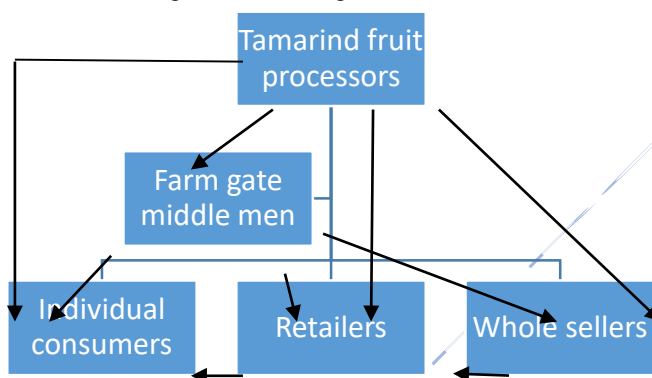 Tamarind fruit
processors
Farm gate
middle men
Individual
consumers
Retailers
Whole sellers